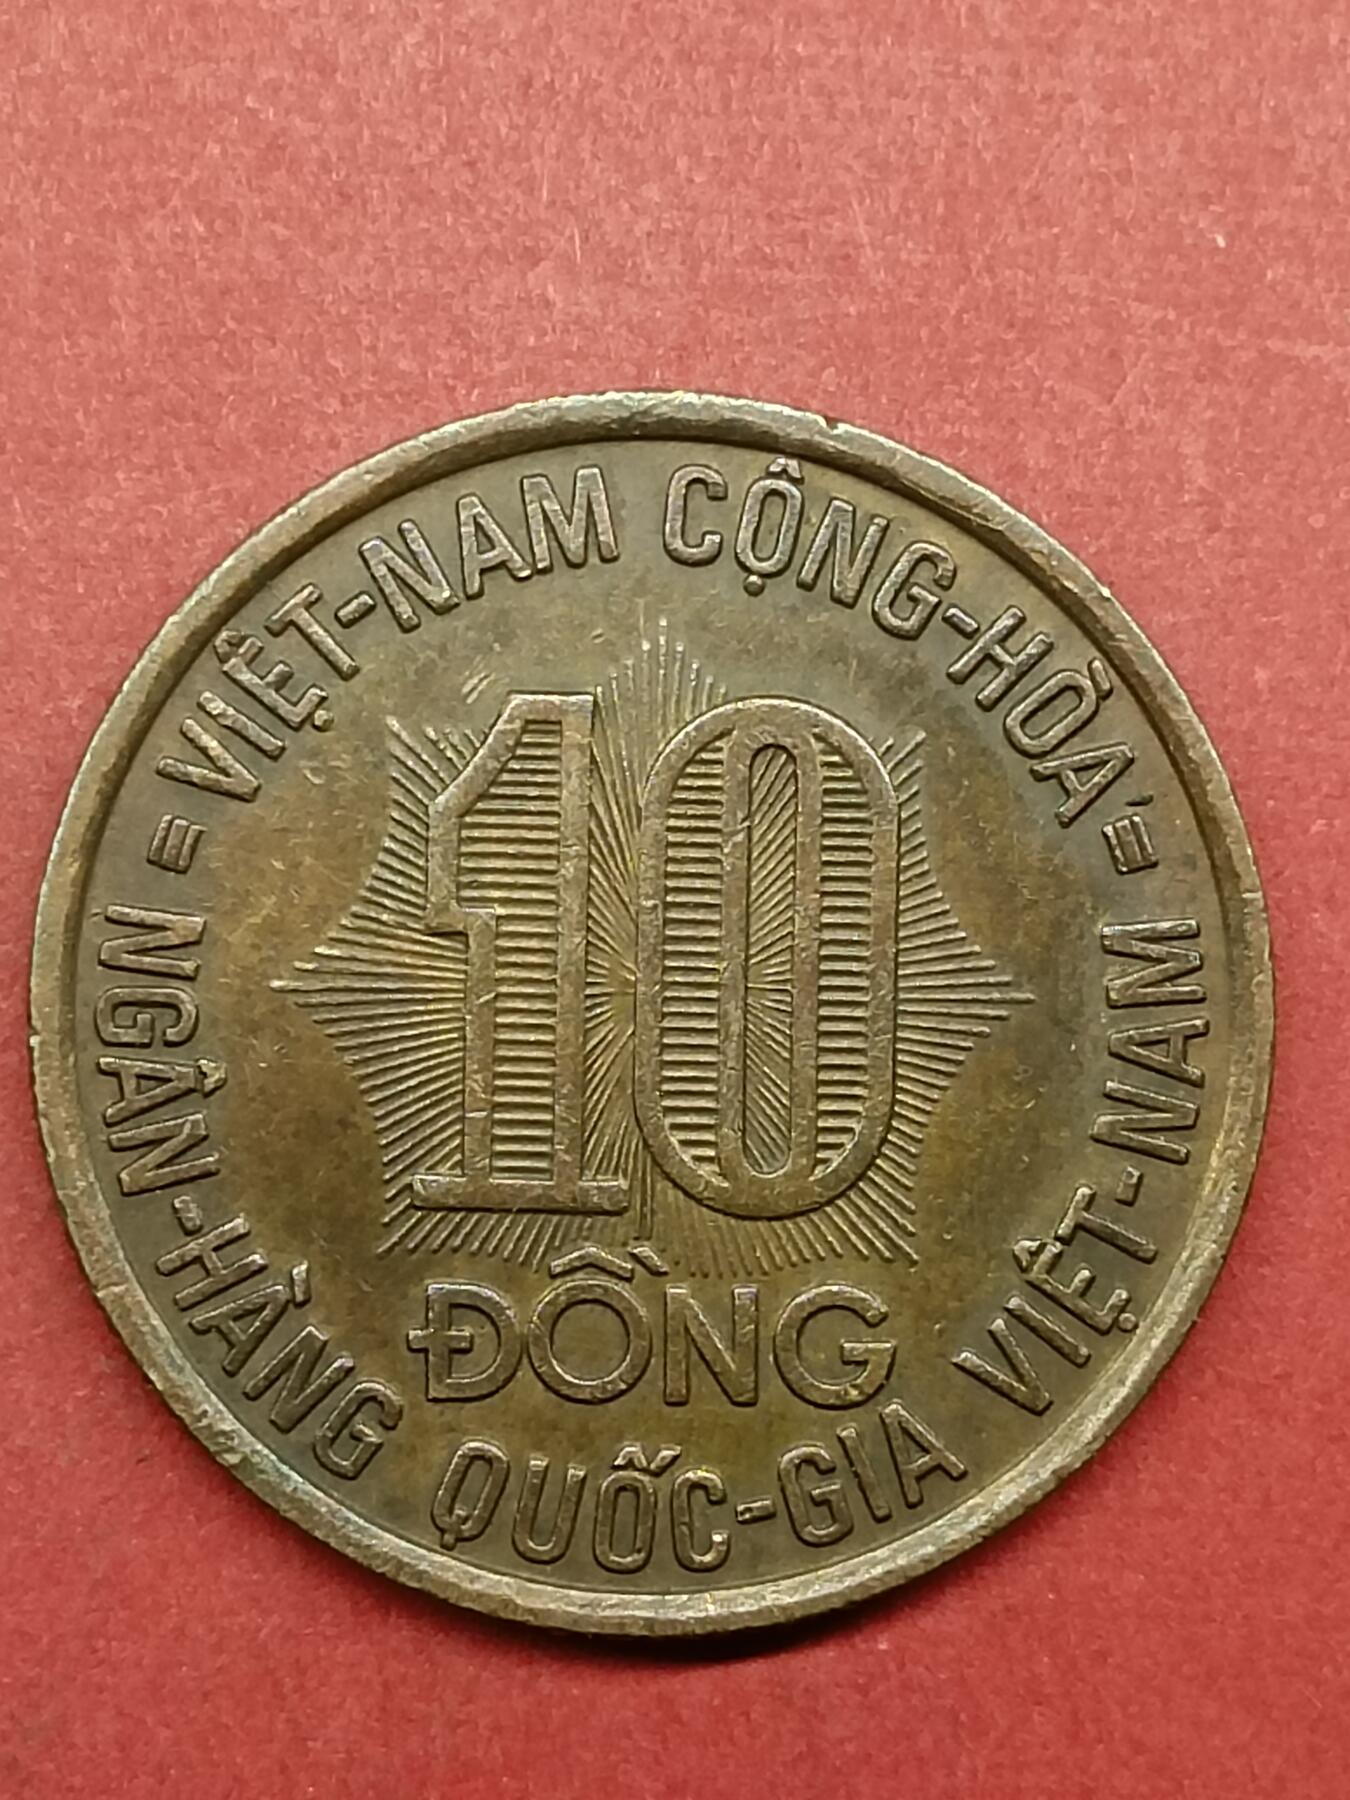 VIỆT-NAM CỘNG-HÒA
10
ĐỒNG
NGÂN-HÀNG QUỐC-GIA VIỆT-NAM